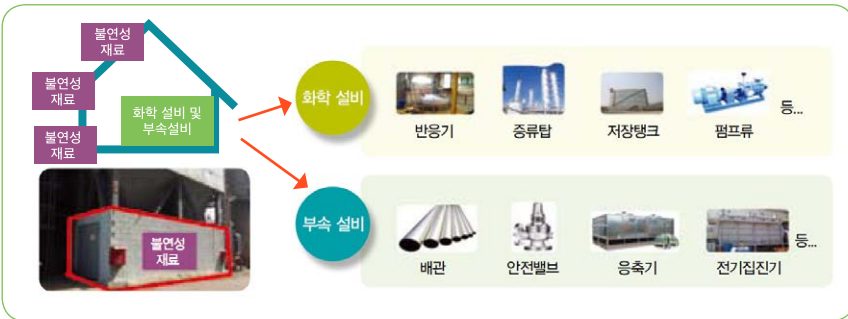 불연성
재료
불연성
재료
불연성
재료
화학 설비 및
부속설비
불연성
재료
화학 설비
반응기
증류탑
저장탱크
펌프류
등...
부속 설비
배관
안전밸브
응축기
전기집진기
등...